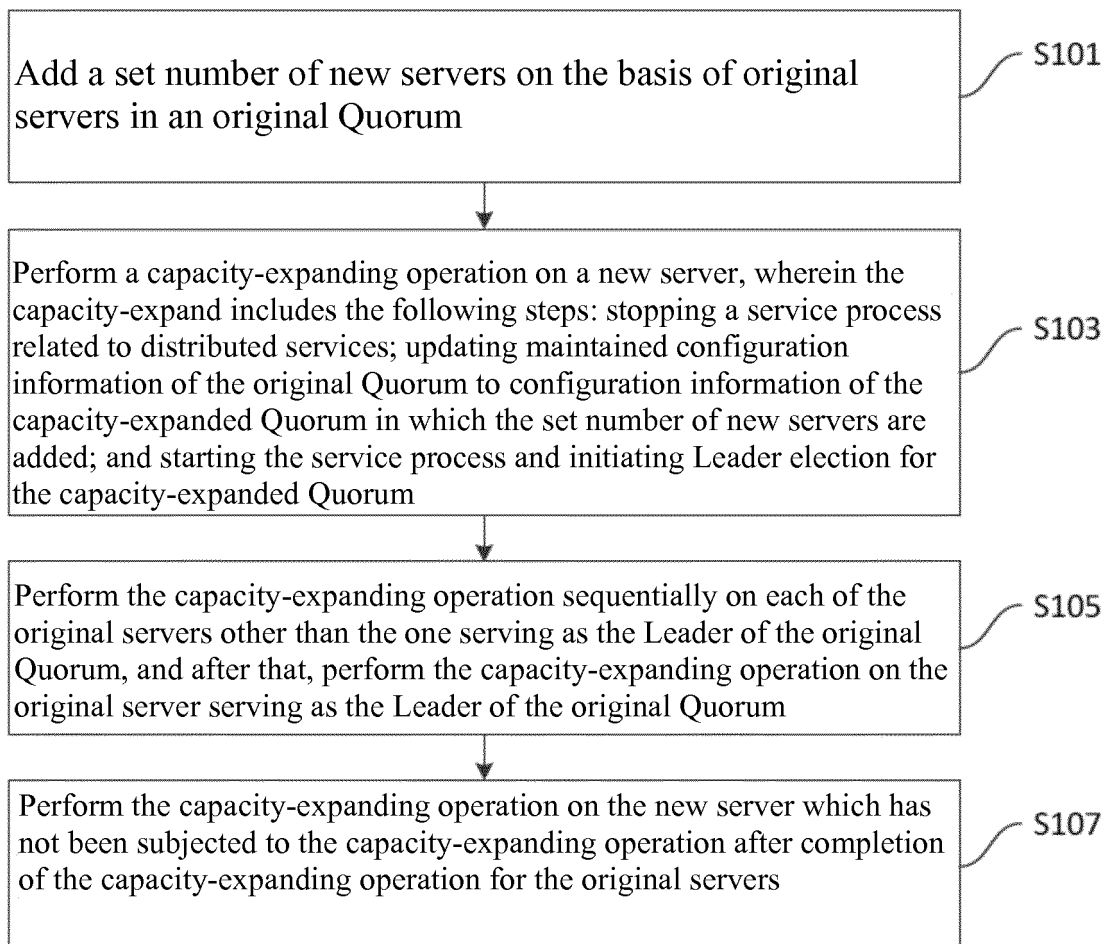 Add a set number of new servers on the basis of original
servers in an original Quorum
S101
Perform a capacity-expanding operation on a new server, wherein the
capacity-expand includes the following steps: stopping a service process
related to distributed services; updating maintained configuration
information of the original Quorum to configuration information of the
capacity-expanded Quorum in which the set number of new servers are
added; and starting the service process and initiating Leader election for
the capacity-expanded Quorum
S103
Perform the capacity-expanding operation sequentially on each of the
original servers other than the one serving as the Leader of the original
Quorum, and after that, perform the capacity-expanding operation on the
original server serving as the Leader of the original Quorum
S105
Perform the capacity-expanding operation on the new server which has
not been subjected to the capacity-expanding operation after completion
of the capacity-expanding operation for the original servers
S107